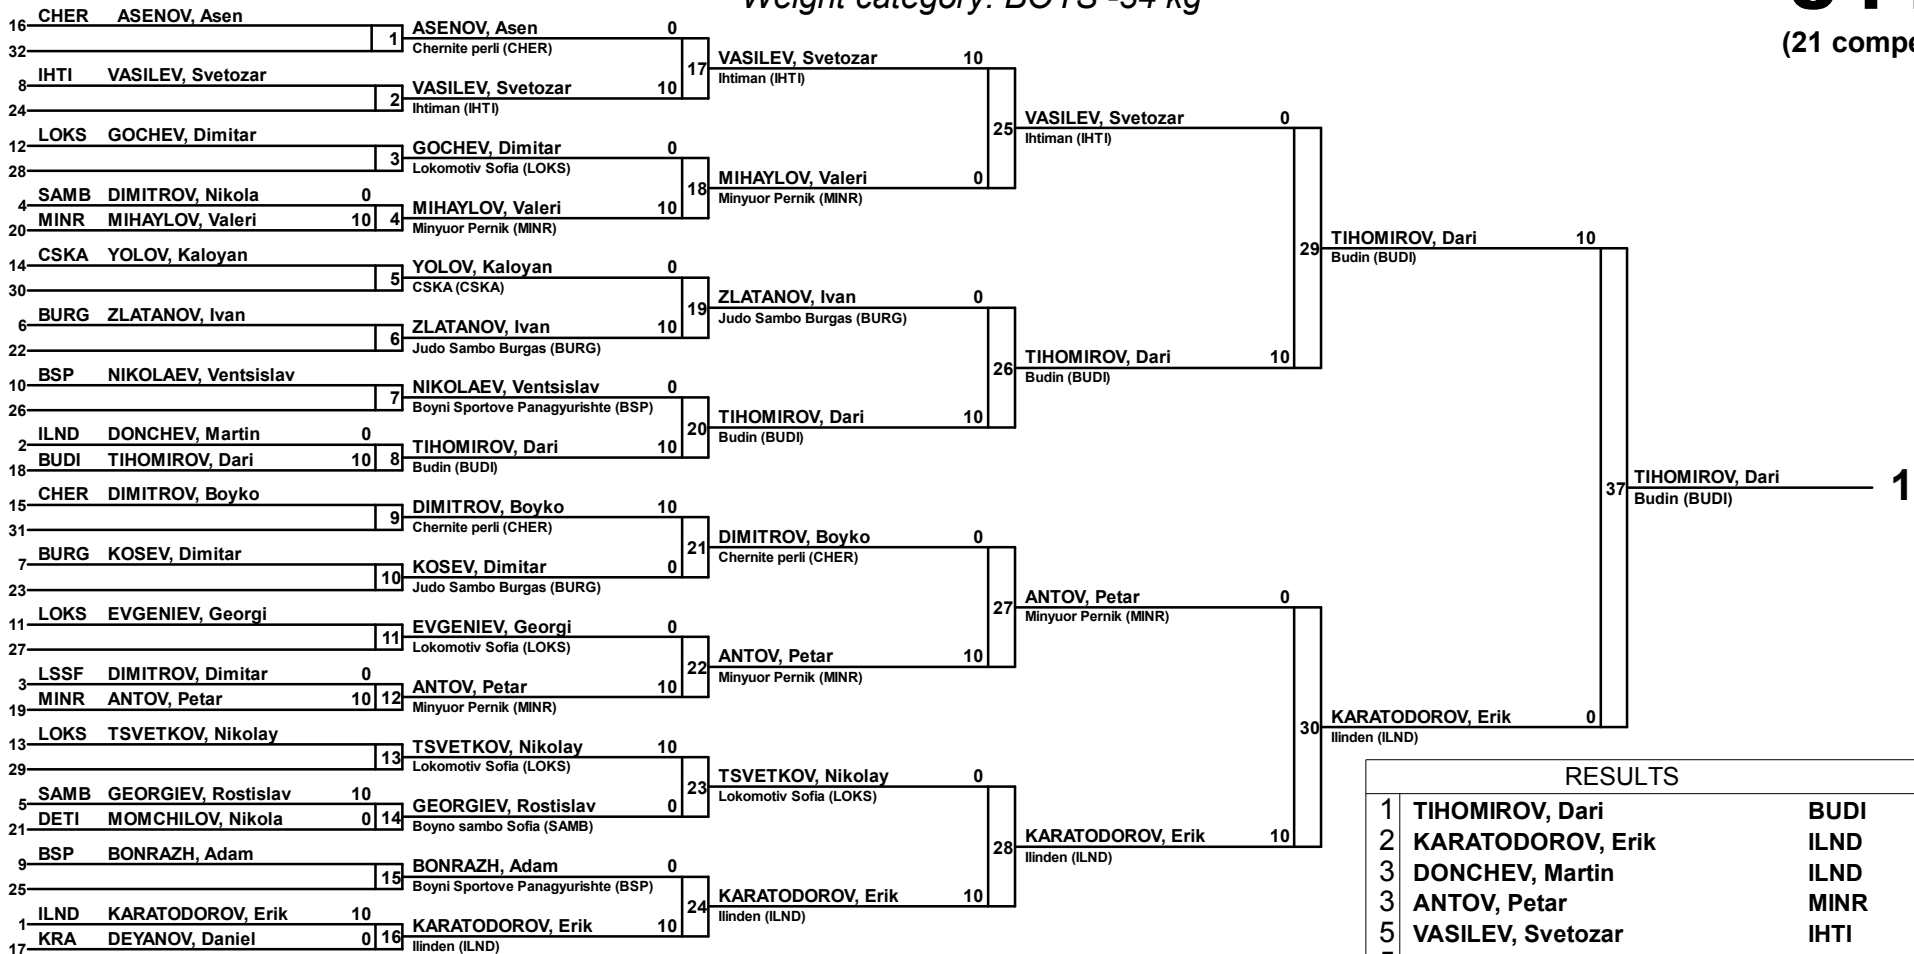 16 CHER ASENOV, Asen
32
1
8 IHTI VASILEV, Svetozar
24
2
12 LOKS GOCHEV, Dimitar
28
3
4 SAMB DIMITROV, Nikola 0
20 MINR MIHAYLOV, Valeri 10
4
14 CSKA YOLOV, Kaloyan
30
5
6 BURG ZLATANOV, Ivan
22
6
10 BSP NIKOLAEV, Ventsislav
26
7
2 ILND DONCHEV, Martin 0
18 BUDI TIHOMIROV, Dari 10
8
15 CHER DIMITROV, Boyko
31
9
7 BURG KOSEV, Dimitar
23
10
11 LOKS EVGENIEV, Georgi
27
11
3 LSSF DIMITROV, Dimitar 0
19 MINR ANTOV, Petar 10
12
13 LOKS TSVETKOV, Nikolay
29
13
5 SAMB GEORGIEV, Rostislav 10
21 DETI MOMCHILOV, Nikola 0
14
9 BSP BONRAZH, Adam
25
15
1 ILND KARATODOROV, Erik 10
17 KRA DEYANOV, Daniel 0
16
ASENOV, Asen 0
Chernite perli (CHER)
17
VASILEV, Svetozar 10
Ihtiman (IHTI)
GOCHEV, Dimitar 0
Lokomotiv Sofia (LOKS)
18
MIHAYLOV, Valeri 10
Minyuor Pernik (MINR)
YOLOV, Kaloyan 0
CSKA (CSKA)
19
ZLATANOV, Ivan 10
Judo Sambo Burgas (BURG)
NIKOLAEV, Ventsislav 0
Boyni Sportove Panagyurishte (BSP)
20
TIHOMIROV, Dari 10
Budin (BUDI)
DIMITROV, Boyko 10
Chernite perli (CHER)
21
KOSEV, Dimitar 0
Judo Sambo Burgas (BURG)
EVGENIEV, Georgi 0
Lokomotiv Sofia (LOKS)
22
ANTOV, Petar 10
Minyuor Pernik (MINR)
TSVETKOV, Nikolay 10
Lokomotiv Sofia (LOKS)
23
GEORGIEV, Rostislav 0
Boyno sambo Sofia (SAMB)
BONRAZH, Adam 0
Boyni Sportove Panagyurishte (BSP)
24
KARATODOROV, Erik 10
Ilinden (ILND)
Weight category: BOYS -34 kg
VASILEV, Svetozar 10
Ihtiman (IHTI)
25
MIHAYLOV, Valeri 0
Minyuor Pernik (MINR)
ZLATANOV, Ivan 0
Judo Sambo Burgas (BURG)
26
TIHOMIROV, Dari 10
Budin (BUDI)
DIMITROV, Boyko 0
Chernite perli (CHER)
27
ANTOV, Petar 10
Minyuor Pernik (MINR)
TSVETKOV, Nikolay 0
Lokomotiv Sofia (LOKS)
28
KARATODOROV, Erik 10
Ilinden (ILND)
VASILEV, Svetozar 0
Ihtiman (IHTI)
29
TIHOMIROV, Dari 10
Budin (BUDI)
ANTOV, Petar 0
Minyuor Pernik (MINR)
30
KARATODOROV, Erik 10
Ilinden (ILND)
TIHOMIROV, Dari 10
Budin (BUDI)
37
KARATODOROV, Erik 0
Ilinden (ILND)
(21 compe
TIHOMIROV, Dari 1
Budin (BUDI)
RESULTS
1 TIHOMIROV, Dari BUDI
2 KARATODOROV, Erik ILND
3 DONCHEV, Martin ILND
3 ANTOV, Petar MINR
5 VASILEV, Svetozar IHTI